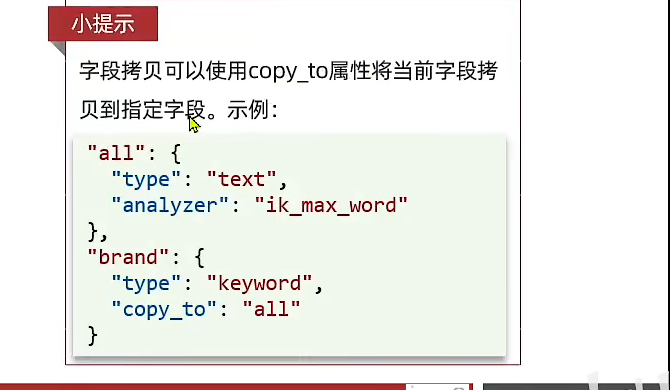 小提示
字段拷贝可以使用copy_to属性将当前字段拷
贝到指定字段。示例：
"all": {
  "type": "text",
  "analyzer": "ik_max_word"
},
"brand": {
  "type": "keyword",
  "copy_to": "all"
}